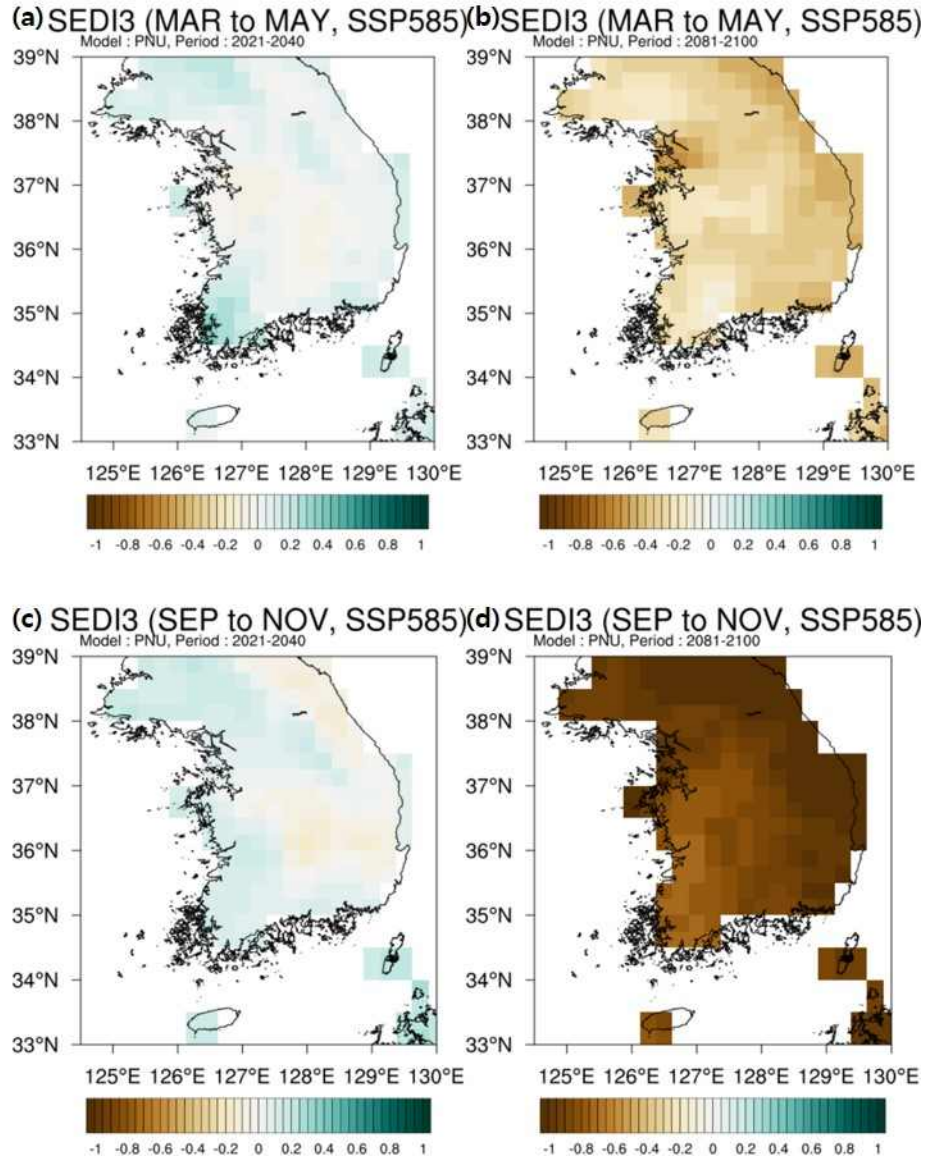 (a) SEDI3 (MAR to MAY, SSP585)
Model : PNU, Period : 2021-2040
39°N
38°N
37°N
36°N
35°N
34°N
33°N
125°E 126°E 127°E 128°E 129°E 130°E
-1 -0.8 -0.6 -0.4 -0.2 0 0.2 0.4 0.6 0.8 1
(b) SEDI3 (MAR to MAY, SSP585)
Model : PNU, Period : 2081-2100
39°N
38°N
37°N
36°N
35°N
34°N
33°N
125°E 126°E 127°E 128°E 129°E 130°E
-1 -0.8 -0.6 -0.4 -0.2 0 0.2 0.4 0.6 0.8 1
(c) SEDI3 (SEP to NOV, SSP585)
Model : PNU, Period : 2021-2040
39°N
38°N
37°N
36°N
35°N
34°N
33°N
125°E 126°E 127°E 128°E 129°E 130°E
-1 -0.8 -0.6 -0.4 -0.2 0 0.2 0.4 0.6 0.8 1
(d) SEDI3 (SEP to NOV, SSP585)
Model : PNU, Period : 2081-2100
39°N
38°N
37°N
36°N
35°N
34°N
33°N
125°E 126°E 127°E 128°E 129°E 130°E
-1 -0.8 -0.6 -0.4 -0.2 0 0.2 0.4 0.6 0.8 1